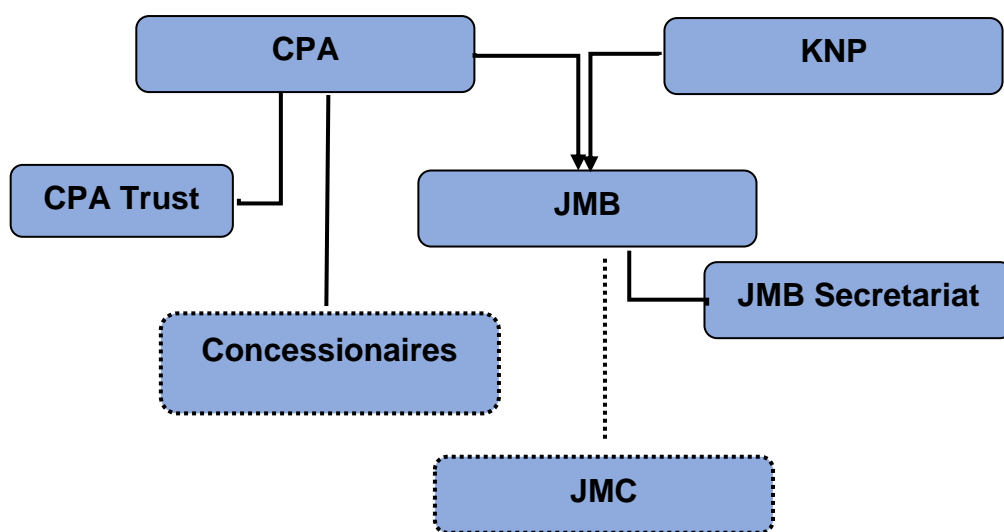 CPA
KNP
CPA Trust
JMB
JMB Secretariat
Concessionaires
JMC